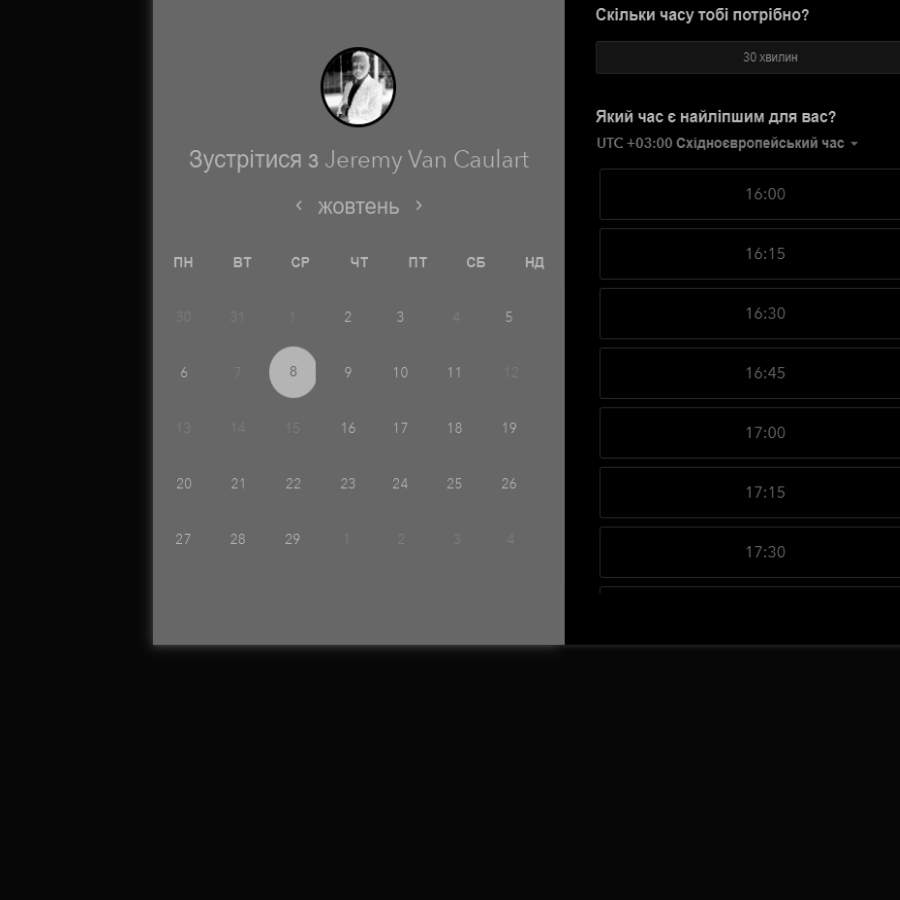 Зустрітися з Jeremy Van Caulart
жовтень
ПН ВТ СР ЧТ ПТ СБ НД
30 31 1 2 3 4 5
6 7 8 9 10 11 12
13 14 15 16 17 18 19
20 21 22 23 24 25 26
27 28 29 1 2 3 4
Скільки часу тобі потрібно?
30 хвилин
Який час є найліпшим для вас?
UTC +03:00 Східноєвропейський час
16:00
16:15
16:30
16:45
17:00
17:15
17:30